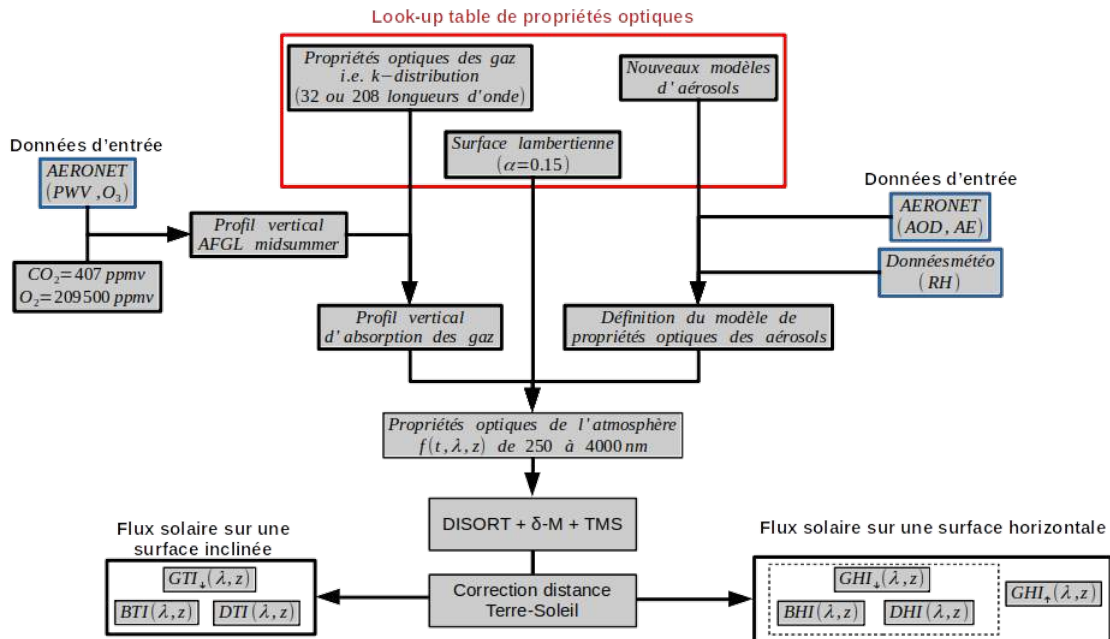 Look-up table de propriétés optiques
Propriétés optiques des gaz
i.e. k−distribution
(32 ou 208 longueurs d'onde)
Nouveaux modèles
d'aérosols
Surface lambertienne
(α=0.15)
Données d'entrée
AERONET
(PWV ,O₃)
Profil vertical
AFGL midsummer
CO₂=407 ppmv
O₂=209500 ppmv
Données d'entrée
AERONET
(AOD , AE)
Données météo
(RH)
Profil vertical
d'absorption des gaz
Définition du modèle de
propriétés optiques des aérosols
Propriétés optiques de l'atmosphère
f(t ,λ, z) de 250 à 4000 nm
DISORT + δ-M + TMS
Correction distance
Terre-Soleil
Flux solaire sur une
surface inclinée
GTI↓(λ, z)
BTI(λ, z) DTI(λ, z)
Flux solaire sur une surface horizontale
GHI↓(λ, z)
BHI(λ, z) DHI(λ, z)
GHI↑(λ ,z)